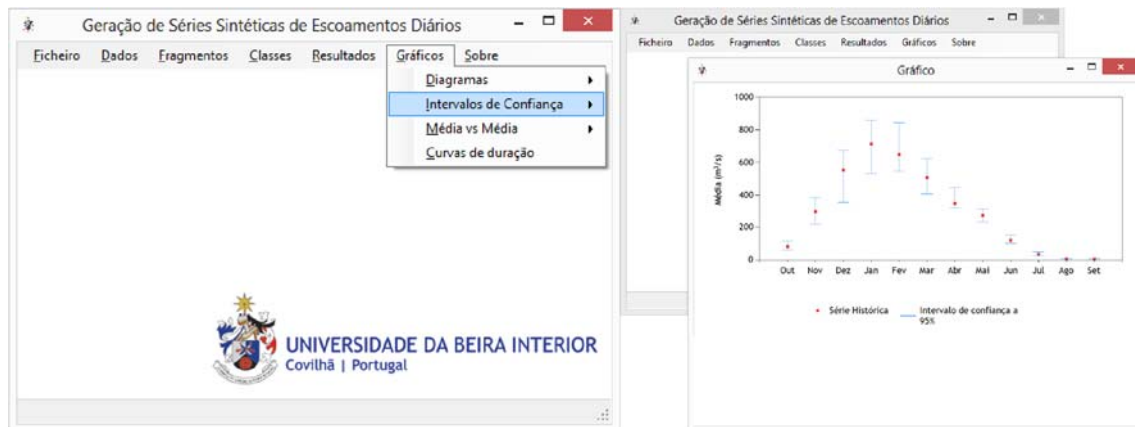 Geração de Séries Sintéticas de Escoamentos Diários
Ficheiro Dados Fragmentos Classes Resultados Gráficos Sobre
Diagramas
Intervalos de Confiança
Média vs Média
Curvas de duração
UNIVERSIDADE DA BEIRA INTERIOR
Covilhã | Portugal
Geração de Séries Sintéticas de Escoamentos Diários
Ficheiro Dados Fragmentos Classes Resultados Gráficos Sobre
Gráfico
Média (m³/s)
1000
800
600
400
200
0
Out Nov Dez Jan Fev Mar Abr Mai Jun Jul Ago Set
Série Histórica
Intervalo de confiança a
95%